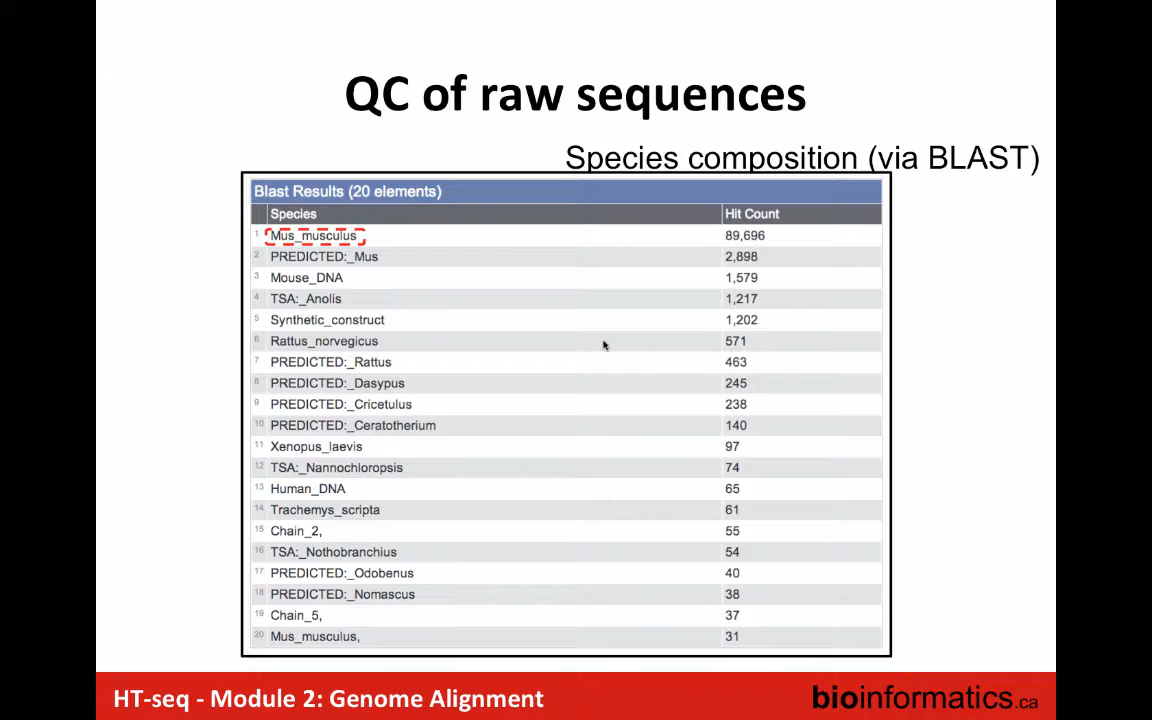 QC of raw sequences
Species composition (via BLAST)
Blast Results (20 elements)
Species Hit Count
1 Mus_musculus 89,696
2 PREDICTED:_Mus 2,898
3 Mouse_DNA 1,579
4 TSA:_Anolis 1,217
5 Synthetic_construct 1,202
6 Rattus_norvegicus 571
7 PREDICTED:_Rattus 463
8 PREDICTED:_Dasypus 245
9 PREDICTED:_Cricetulus 238
10 PREDICTED:_Ceratotherium 140
11 Xenopus_laevis 97
12 TSA:_Nannochloropsis 74
13 Human_DNA 65
14 Trachemys_scripta 61
15 Chain_2, 55
16 TSA:_Nothobranchius 54
17 PREDICTED:_Odobenus 40
18 PREDICTED:_Nomascus 38
19 Chain_5, 37
20 Mus_musculus, 31
HT-seq - Module 2: Genome Alignment
bioinformatics.ca